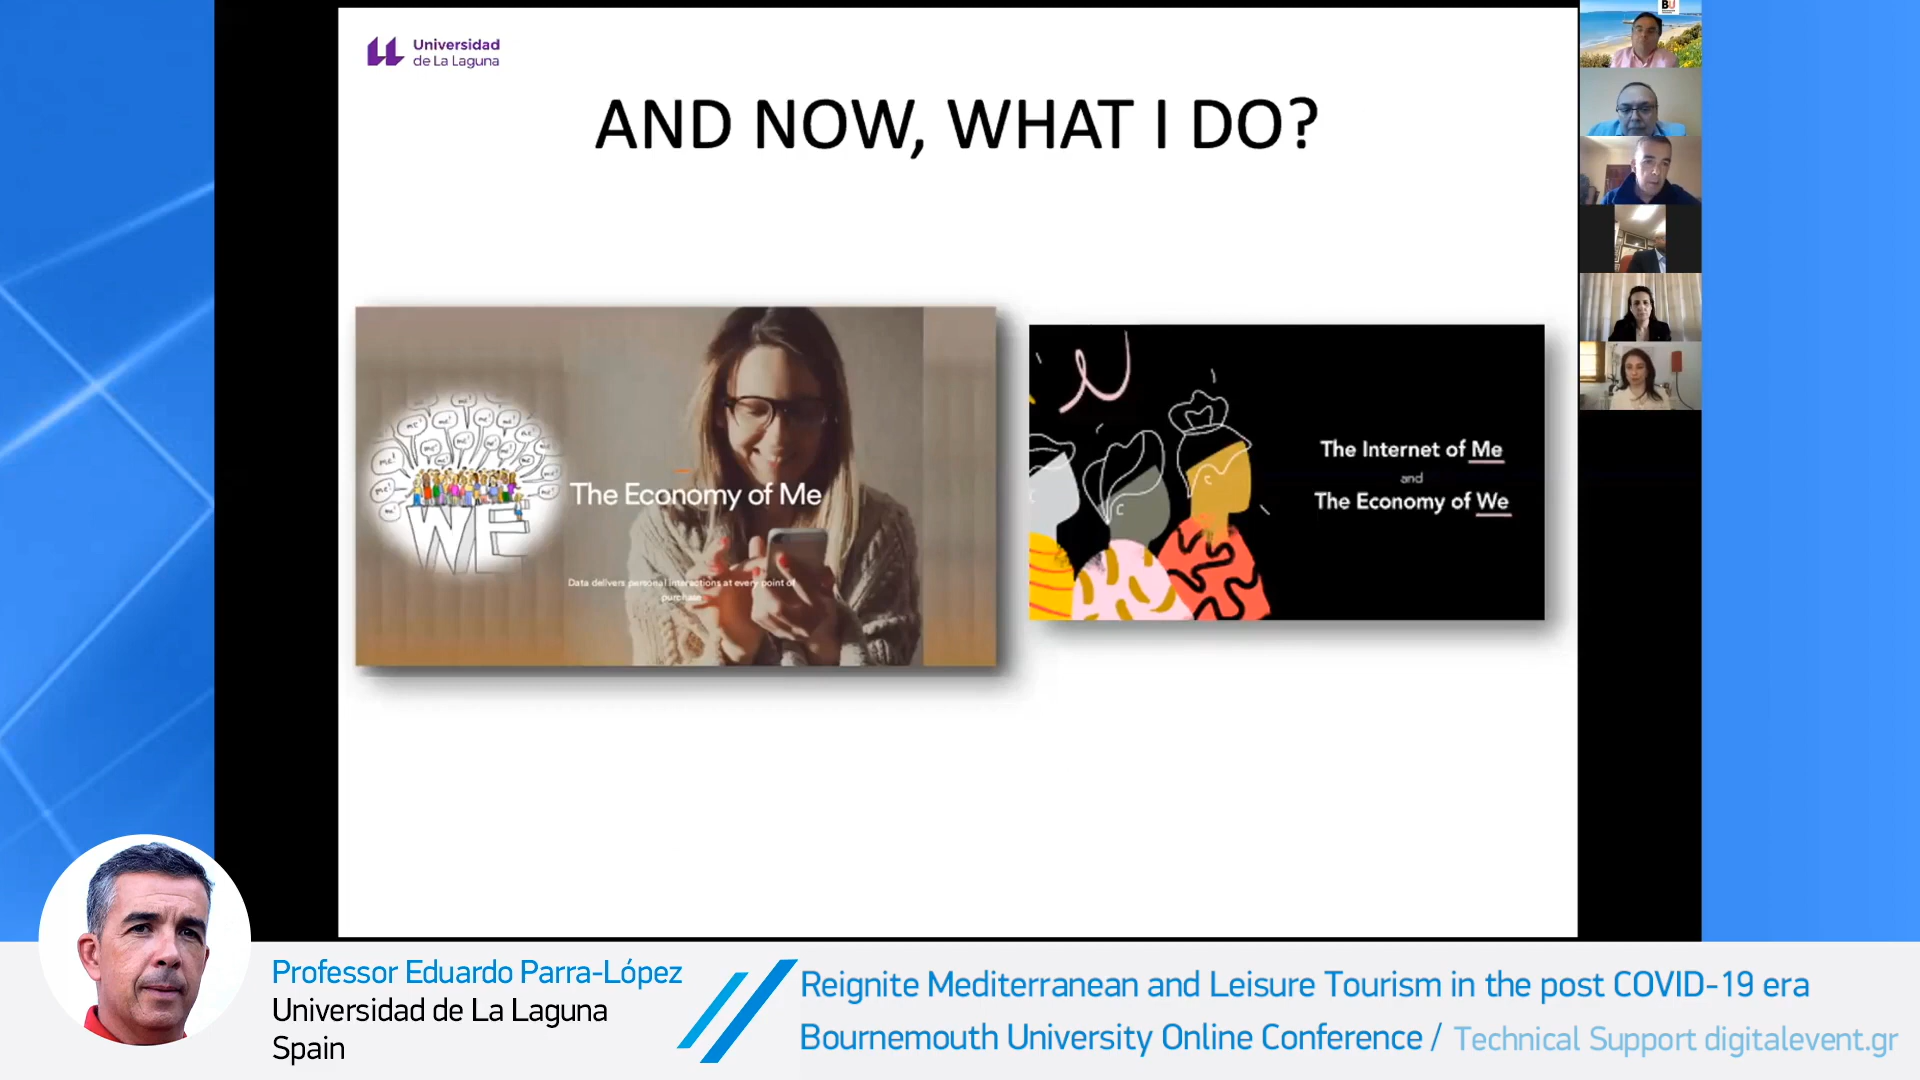 Universidad
de La Laguna
AND NOW, WHAT I DO?
BU
me!
WE
The Economy of Me
Data delivers personal interactions at every point of
purchase
The Internet of Me
and
The Economy of We
Professor Eduardo Parra-López
Universidad de La Laguna
Spain
Reignite Mediterranean and Leisure Tourism in the post COVID-19 era
Bournemouth University Online Conference / Technical Support digitalevent.gr